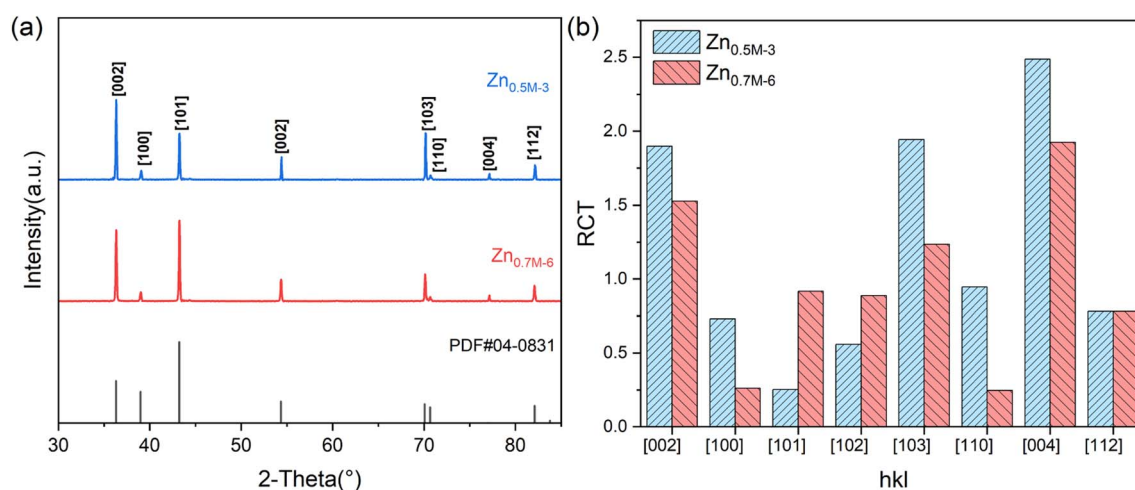 (a)
Intensity(a.u.)
[002]
[100]
[101]
[002]
[103]
[110]
[004]
[112]
Zn0.5M-3
Zn0.7M-6
PDF#04-0831
30 40 50 60 70 80
2-Theta(°)
(b)
Zn0.5M-3
Zn0.7M-6
RCT
2.5
2.0
1.5
1.0
0.5
0.0
[002] [100] [101] [102] [103] [110] [004] [112]
hkl